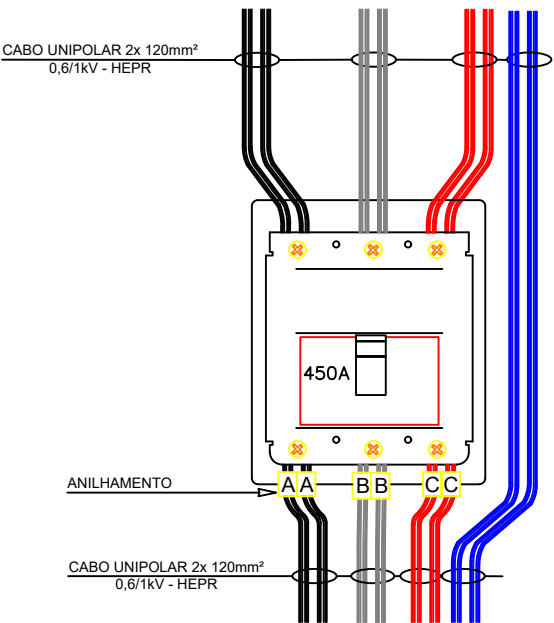 CABO UNIPOLAR 2x 120mm²
0,6/1kV - HEPR
450A
ANILHAMENTO
A A B B C C
CABO UNIPOLAR 2x 120mm²
0,6/1kV - HEPR